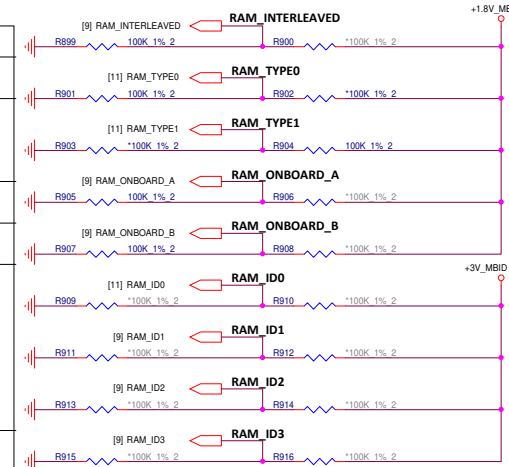 +1.8V_MB
[9] RAM_INTERLEAVED RAM_INTERLEAVED
R899 100K_1%_2 R900 *100K_1%_2
[11] RAM_TYPE0 RAM_TYPE0
R901 100K_1%_2 R902 *100K_1%_2
[11] RAM_TYPE1 RAM_TYPE1
R903 *100K_1%_2 R904 100K_1%_2
[9] RAM_ONBOARD_A RAM_ONBOARD_A
R905 100K_1%_2 R906 *100K_1%_2
[9] RAM_ONBOARD_B RAM_ONBOARD_B
R907 100K_1%_2 R908 *100K_1%_2
+3V_MBID
[11] RAM_ID0 RAM_ID0
R909 *100K_1%_2 R910 *100K_1%_2
[9] RAM_ID1 RAM_ID1
R911 *100K_1%_2 R912 *100K_1%_2
[9] RAM_ID2 RAM_ID2
R913 *100K_1%_2 R914 *100K_1%_2
[9] RAM_ID3 RAM_ID3
R915 *100K_1%_2 R916 *100K_1%_2